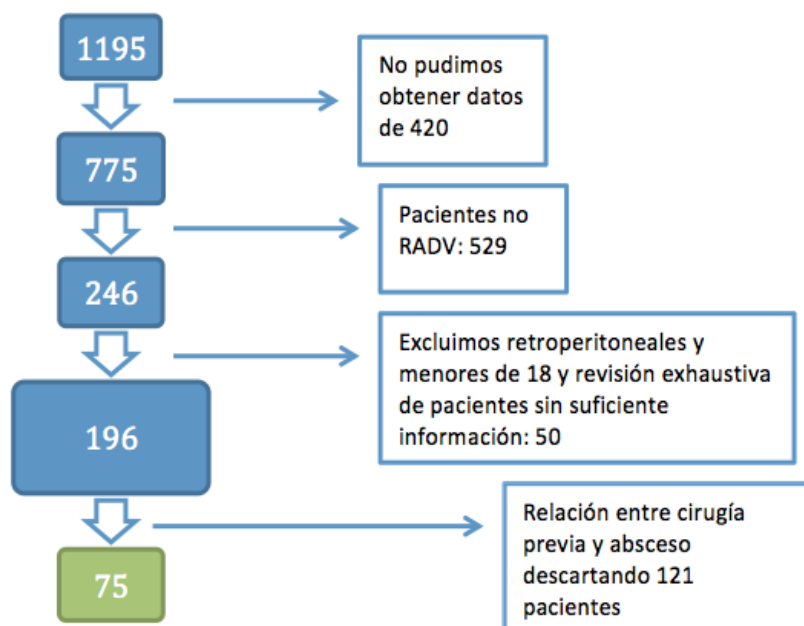 1195
No pudimos
obtener datos
de 420
775
Pacientes no
RADV: 529
246
Excluimos retroperitoneales y
menores de 18 y revisión exhaustiva
de pacientes sin suficiente
información: 50
196
Relación entre cirugía
previa y absceso
descartando 121
pacientes
75